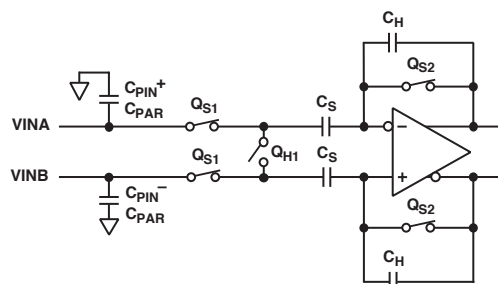 CH
QS2
CPIN+
CPAR
QS1
CS
VINA
–
QH1
QS1
CS
VINB
+
CPIN–
CPAR
QS2
CH